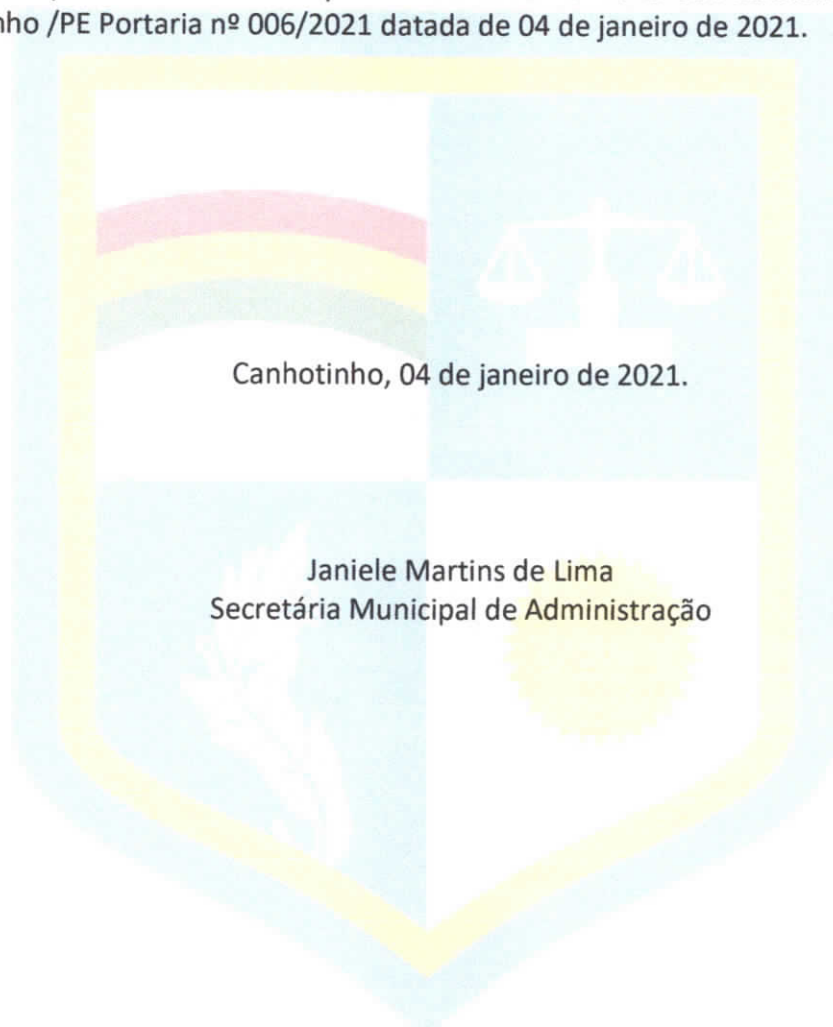 nho /PE Portaria nº 006/2021 datada de 04 de janeiro de 2021.
Canhotinho, 04 de janeiro de 2021.
Janiele Martins de Lima
Secretária Municipal de Administração